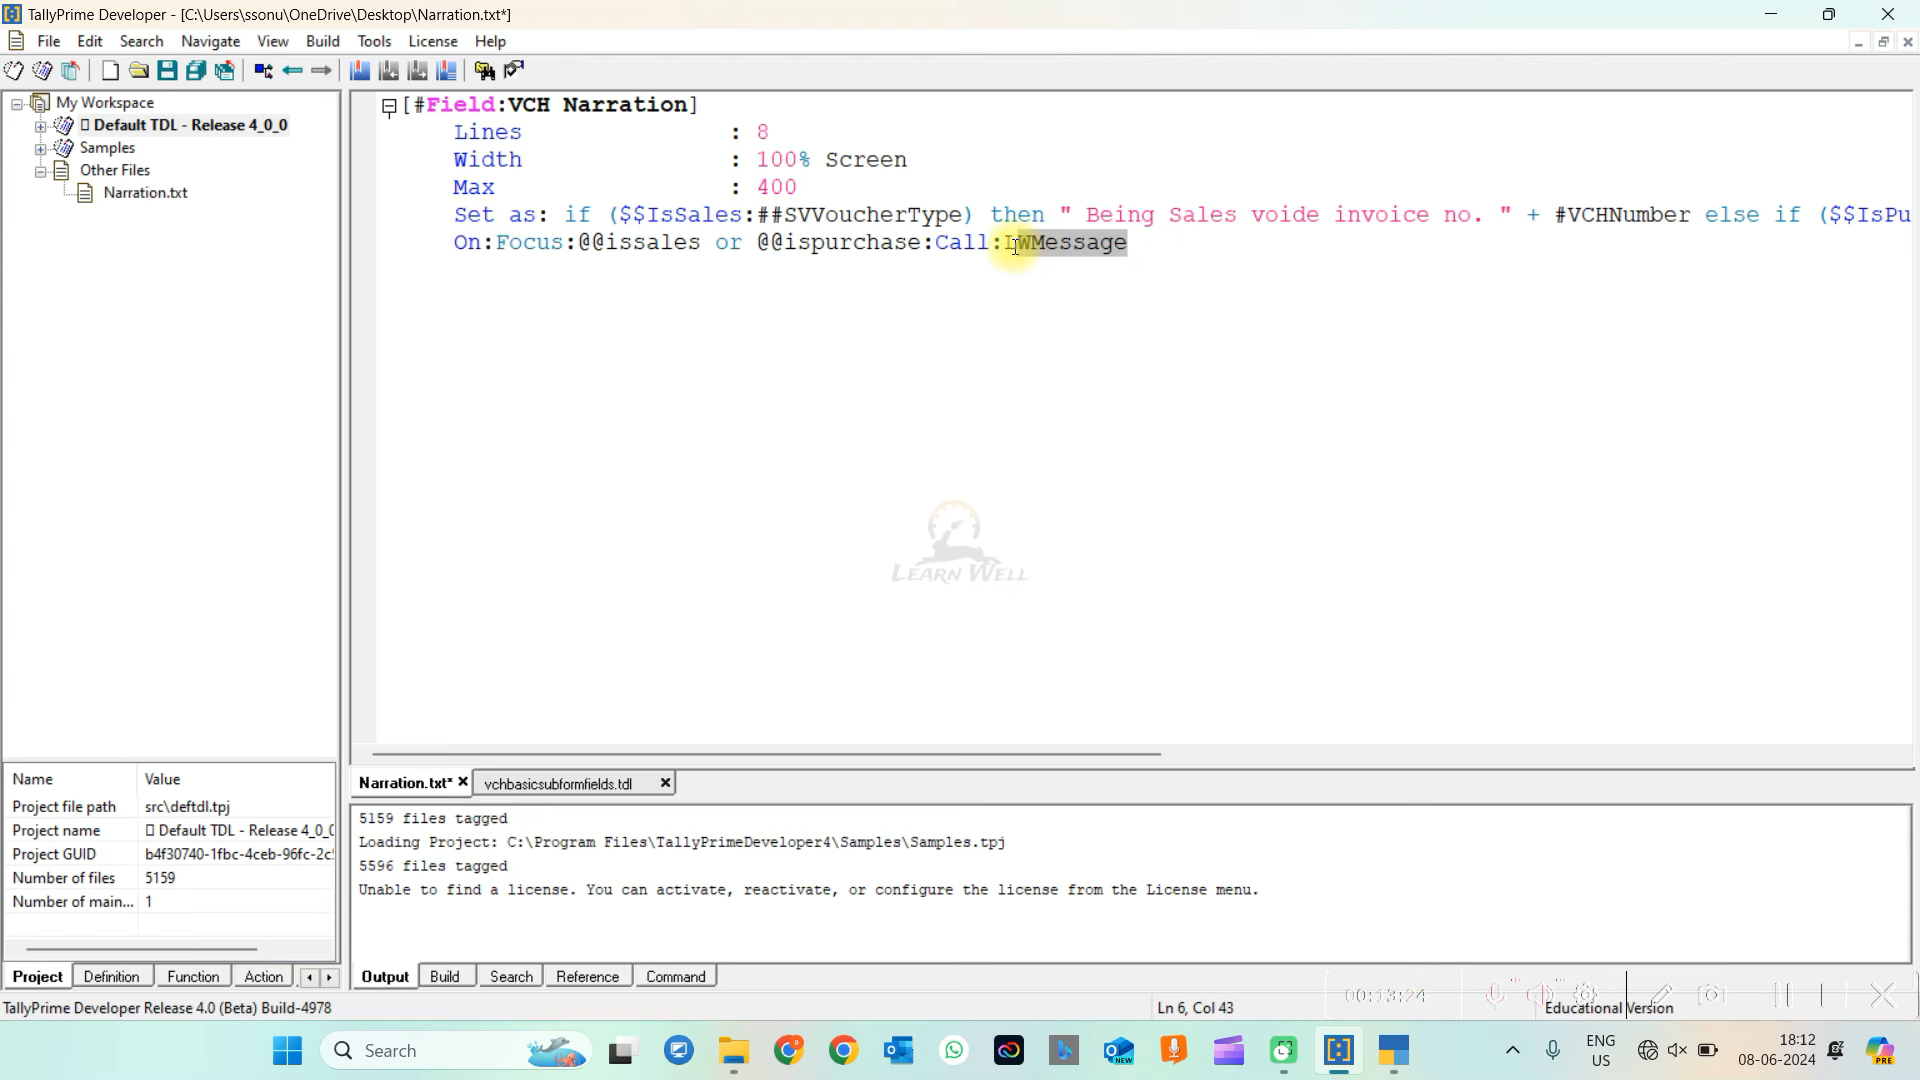 TallyPrime Developer - [C:\Users\ssonu\OneDrive\Desktop\Narration.txt*]
File Edit Search Navigate View Build Tools License Help
My Workspace
Default TDL - Release 4_0_0
Samples
Other Files
Narration.txt
[#Field:VCH Narration]
Lines : 8
Width : 100% Screen
Max : 400
Set as: if ($$IsSales:##SVVoucherType) then " Being Sales voide invoice no. " + #VCHNumber else if ($$IsPu
On:Focus:@@issales or @@ispurchase:Call:LWMessage
LEARN WELL
Name Value
Project file path src\deftdl.tpj
Project name Default TDL - Release 4_0_0
Project GUID b4f30740-1fbc-4ceb-96fc-2c
Number of files 5159
Number of main... 1
Project Definition Function Action
Narration.txt* vchbasicsubformfields.tdl
5159 files tagged
Loading Project: C:\Program Files\TallyPrimeDeveloper4\Samples\Samples.tpj
5596 files tagged
Unable to find a license. You can activate, reactivate, or configure the license from the License menu.
Output Build Search Reference Command
TallyPrime Developer Release 4.0 (Beta) Build-4978
Ln 6, Col 43
00:13:24
Educational Version
Search
ENG
US
18:12
08-06-2024
PRE